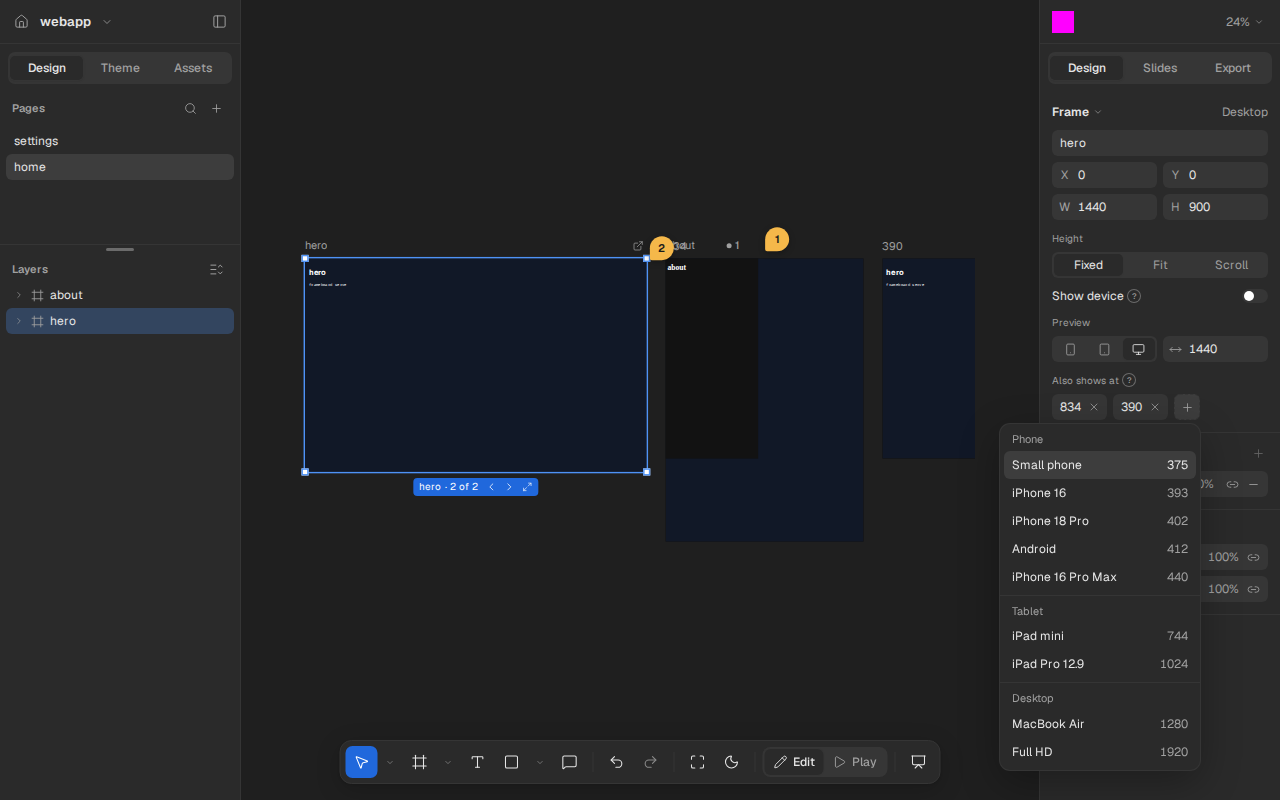 webapp
24%
Design
Theme
Assets
Design
Slides
Export
Pages
Frame
Desktop
settings
hero
home
X 0
Y 0
W 1440
H 900
hero
2
1
1
390
Height
Layers
about
hero
Fixed
Fit
Scroll
about
hero
hero
Show device ?
Preview
1440
Also shows at ?
834
390
Phone
Small phone 375
iPhone 16 393
iPhone 18 Pro 402
Android 412
iPhone 16 Pro Max 440
Tablet
iPad mini 744
iPad Pro 12.9 1024
Desktop
MacBook Air 1280
Full HD 1920
0%
100%
100%
hero · 2 of 2
Edit
Play